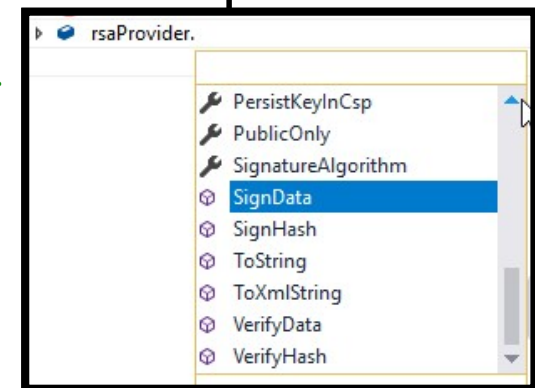 rsaProvider.
PersistKeyInCsp
PublicOnly
SignatureAlgorithm
SignData
SignHash
ToString
ToXmlString
VerifyData
VerifyHash